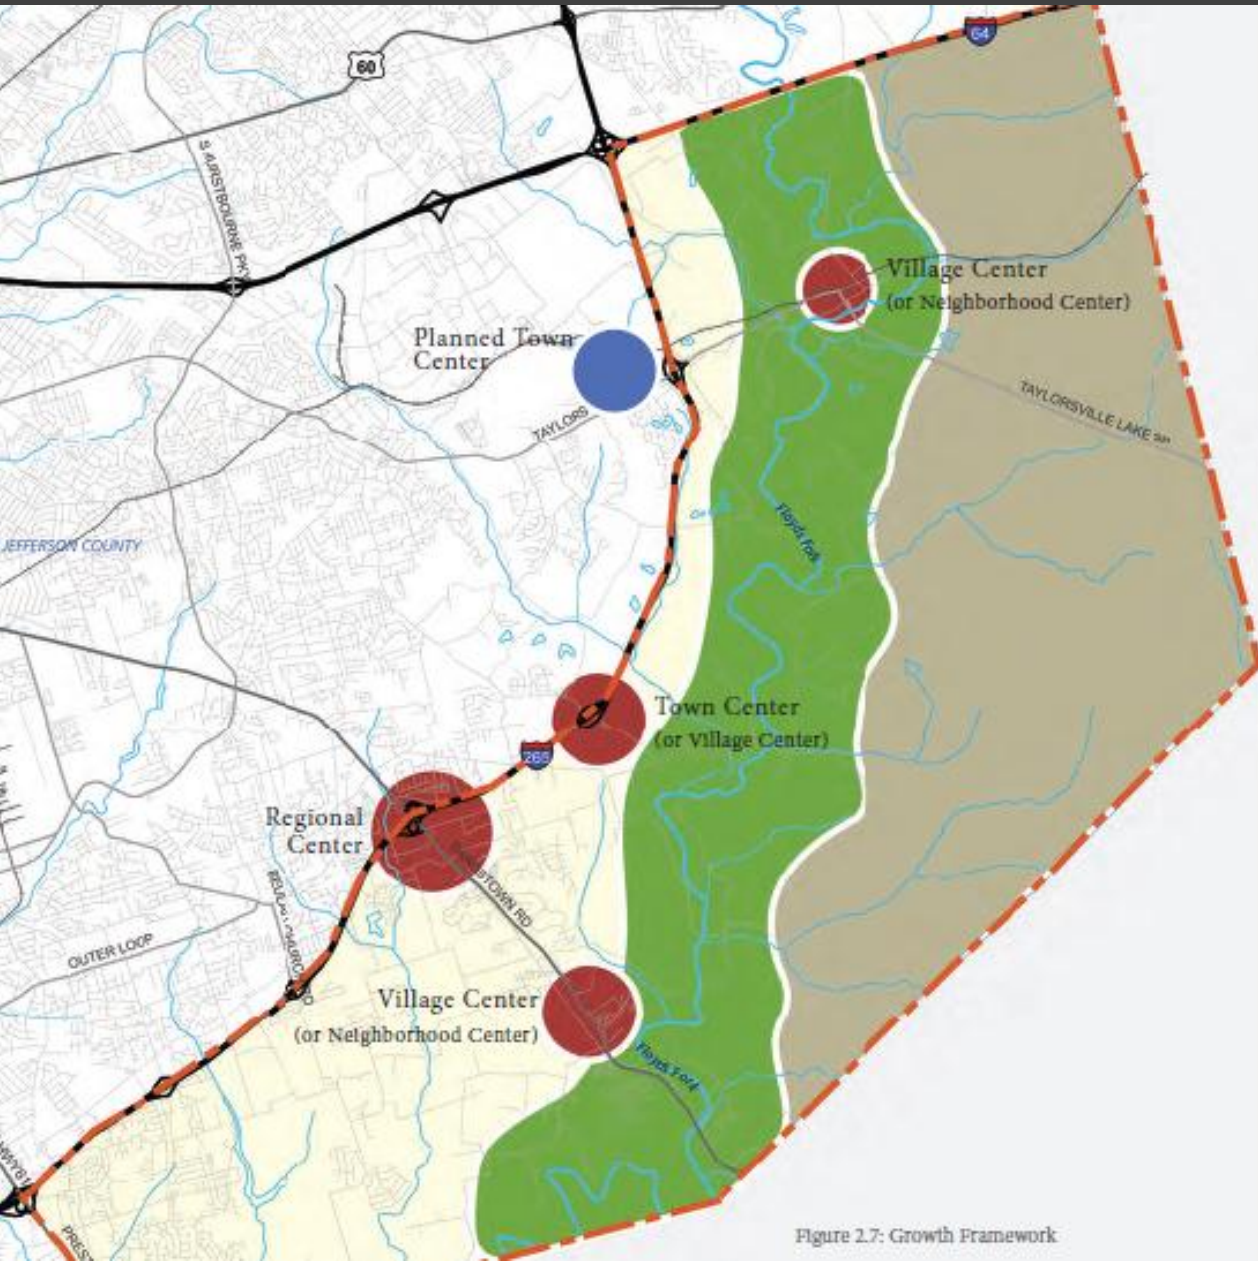 64
60
S HURSTBOURNE PKY
Village Center
(or Neighborhood Center)
Planned Town
Center
TAYLORSVILLE LAKE
TAYLORS
Floyds Fork
JEFFERSON COUNTY
Town Center
(or Village Center)
265
Regional
Center
OUTER LOOP
Village Center
(or Neighborhood Center)
Floyds Fork
PREST
Figure 2.7: Growth Framework